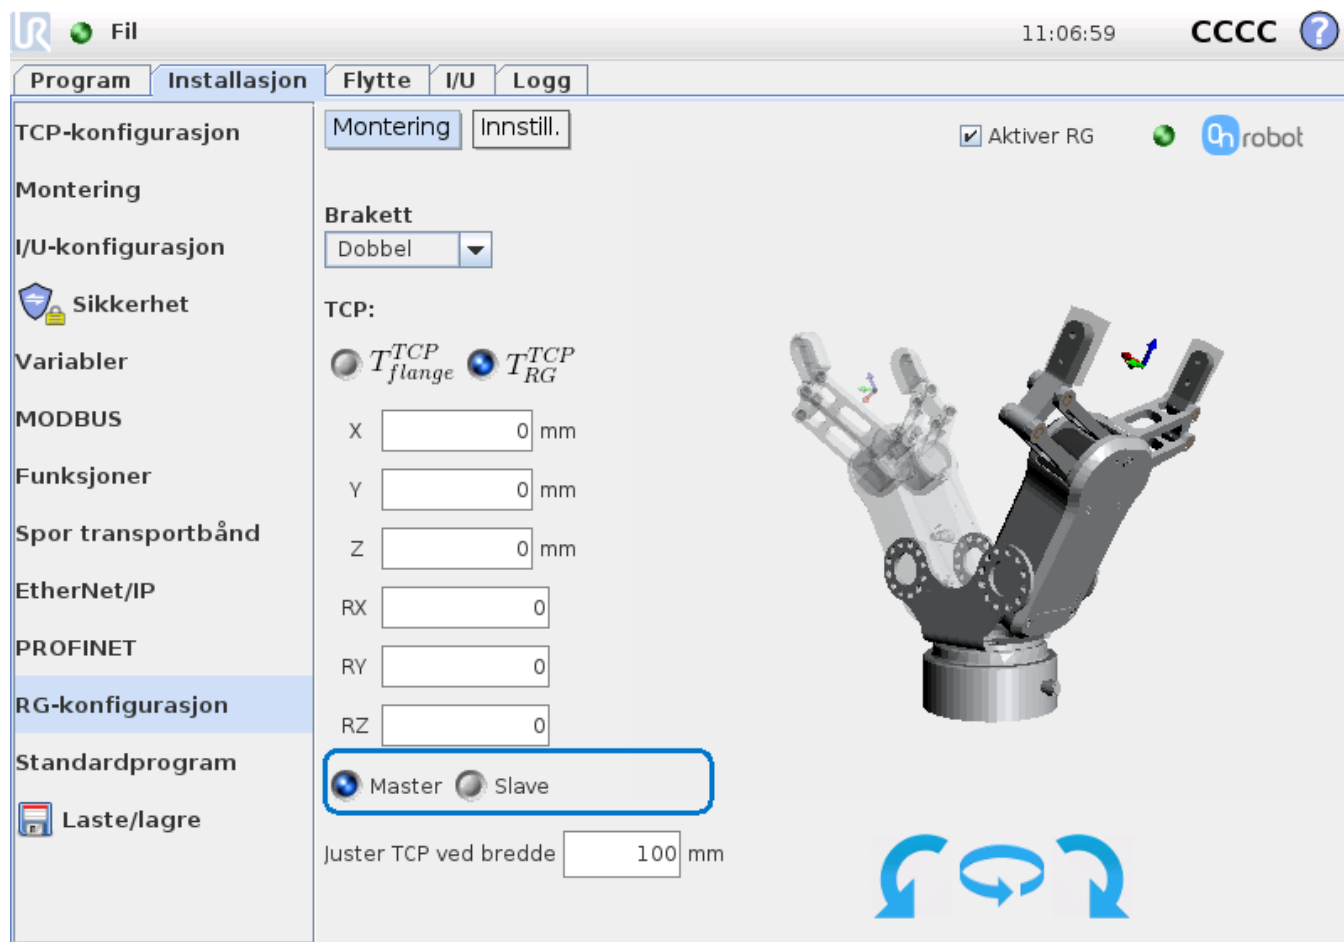 UR Fil 11:06:59 CCCC ?
Program Installasjon Flytte I/U Logg
TCP-konfigurasjon
Montering
I/U-konfigurasjon
Sikkerhet
Variabler
MODBUS
Funksjoner
Spor transportbånd
EtherNet/IP
PROFINET
RG-konfigurasjon
Standardprogram
Laste/lagre
Montering Innstill.
Aktiver RG
OnRobot
Brakett
Dobbel
TCP:
T_{flange}^{TCP} T_{RG}^{TCP}
X 0 mm
Y 0 mm
Z 0 mm
RX 0
RY 0
RZ 0
Master Slave
Juster TCP ved bredde 100 mm